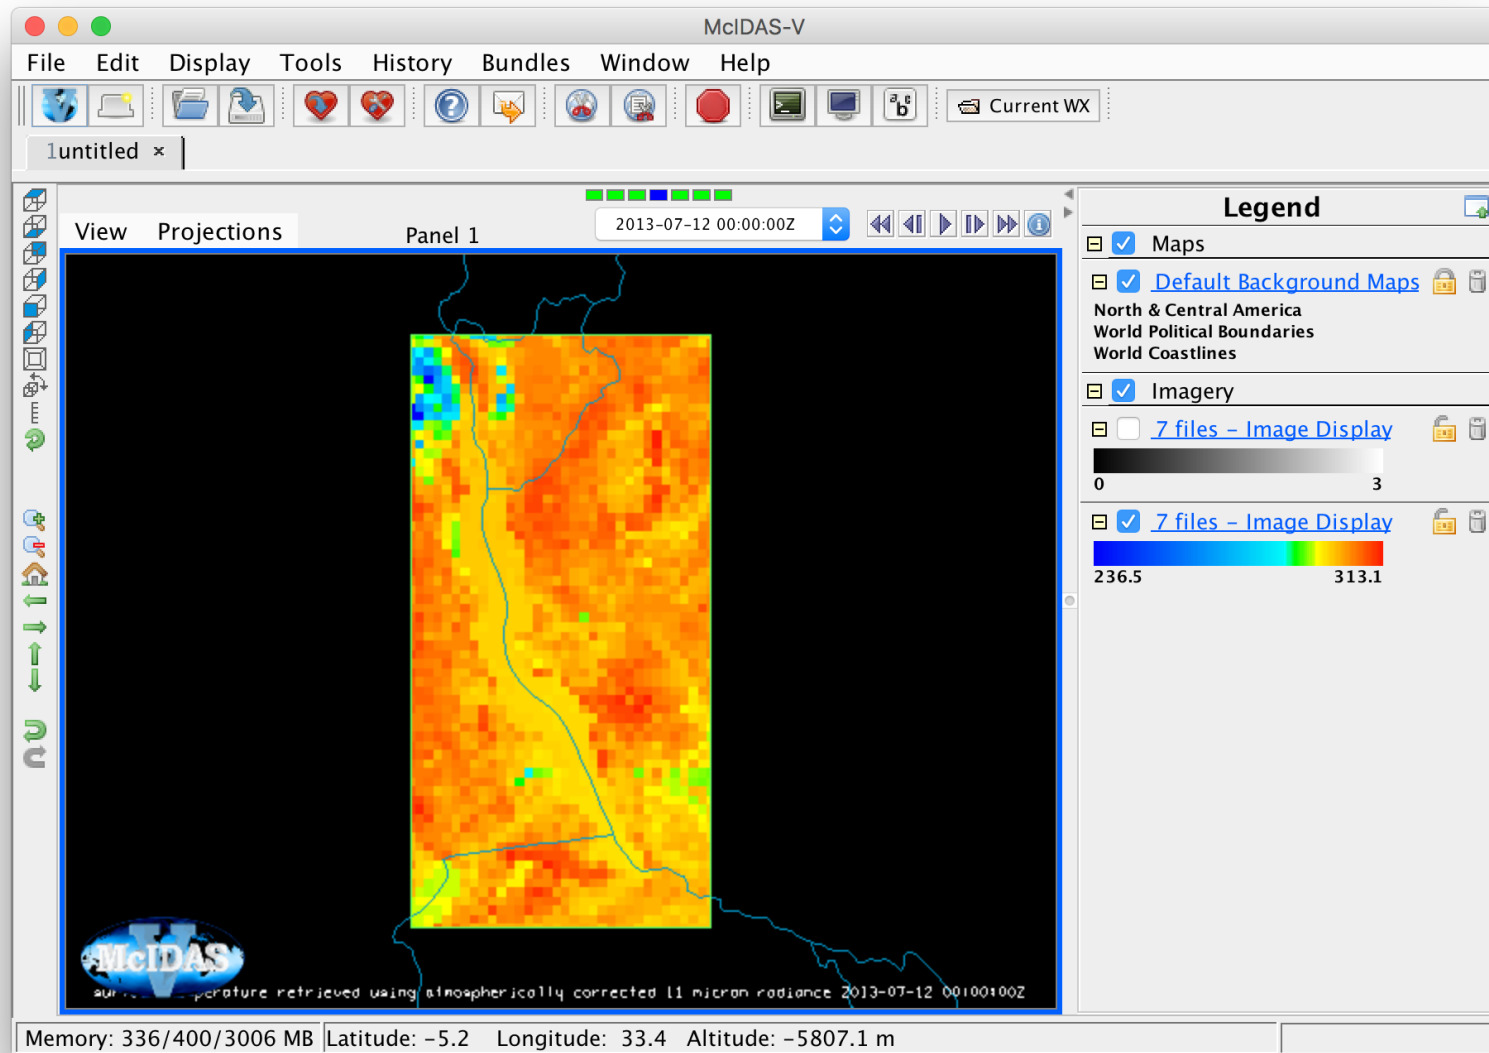 McIDAS-V
File Edit Display Tools History Bundles Window Help
Current WX
1untitled ×
View Projections
Panel 1
2013-07-12 00:00:00Z
Legend
Maps
Default Background Maps
North & Central America
World Political Boundaries
World Coastlines
Imagery
7 files - Image Display
0 3
7 files - Image Display
236.5 313.1
McIDAS
retrieved using atmospherically corrected 11 micron radiance 2013-07-12 00:00:00Z
Memory: 336/400/3006 MB Latitude: -5.2 Longitude: 33.4 Altitude: -5807.1 m